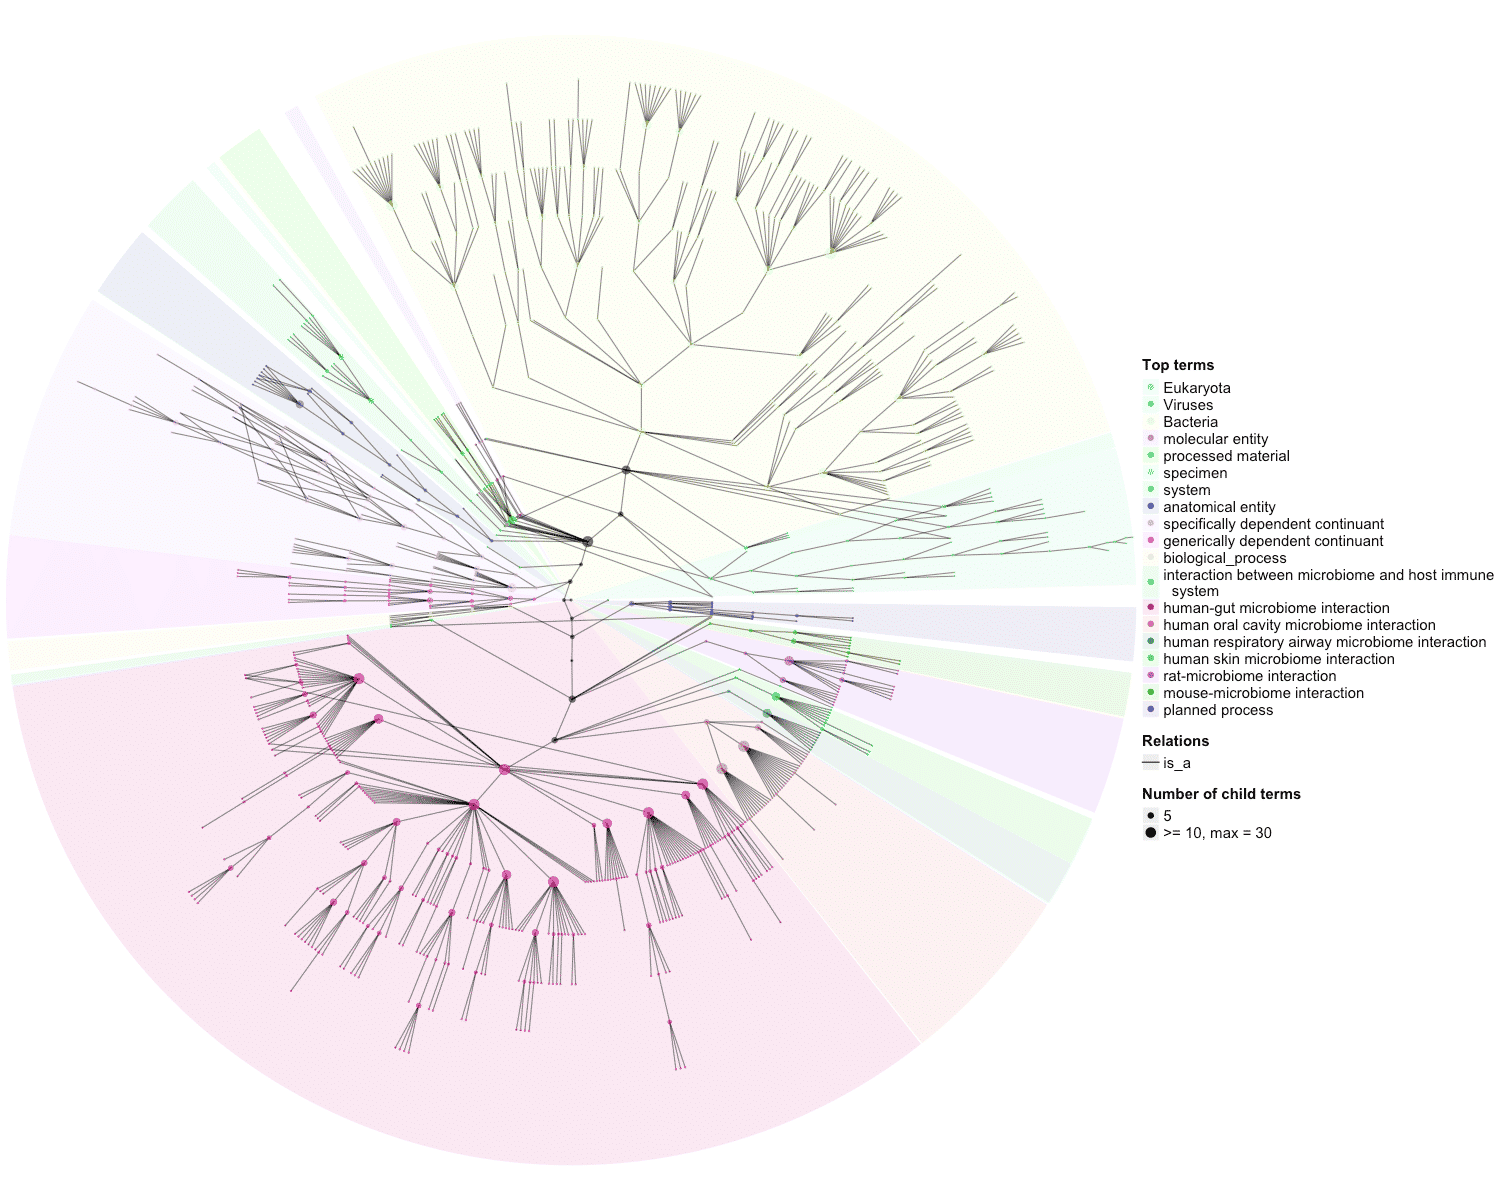 Top terms
Eukaryota
Viruses
Bacteria
molecular entity
processed material
specimen
system
anatomical entity
specifically dependent continuant
generically dependent continuant
biological_process
interaction between microbiome and host immune
system
human-gut microbiome interaction
human oral cavity microbiome interaction
human respiratory airway microbiome interaction
human skin microbiome interaction
rat-microbiome interaction
mouse-microbiome interaction
planned process
Relations
is_a
Number of child terms
5
>= 10, max = 30